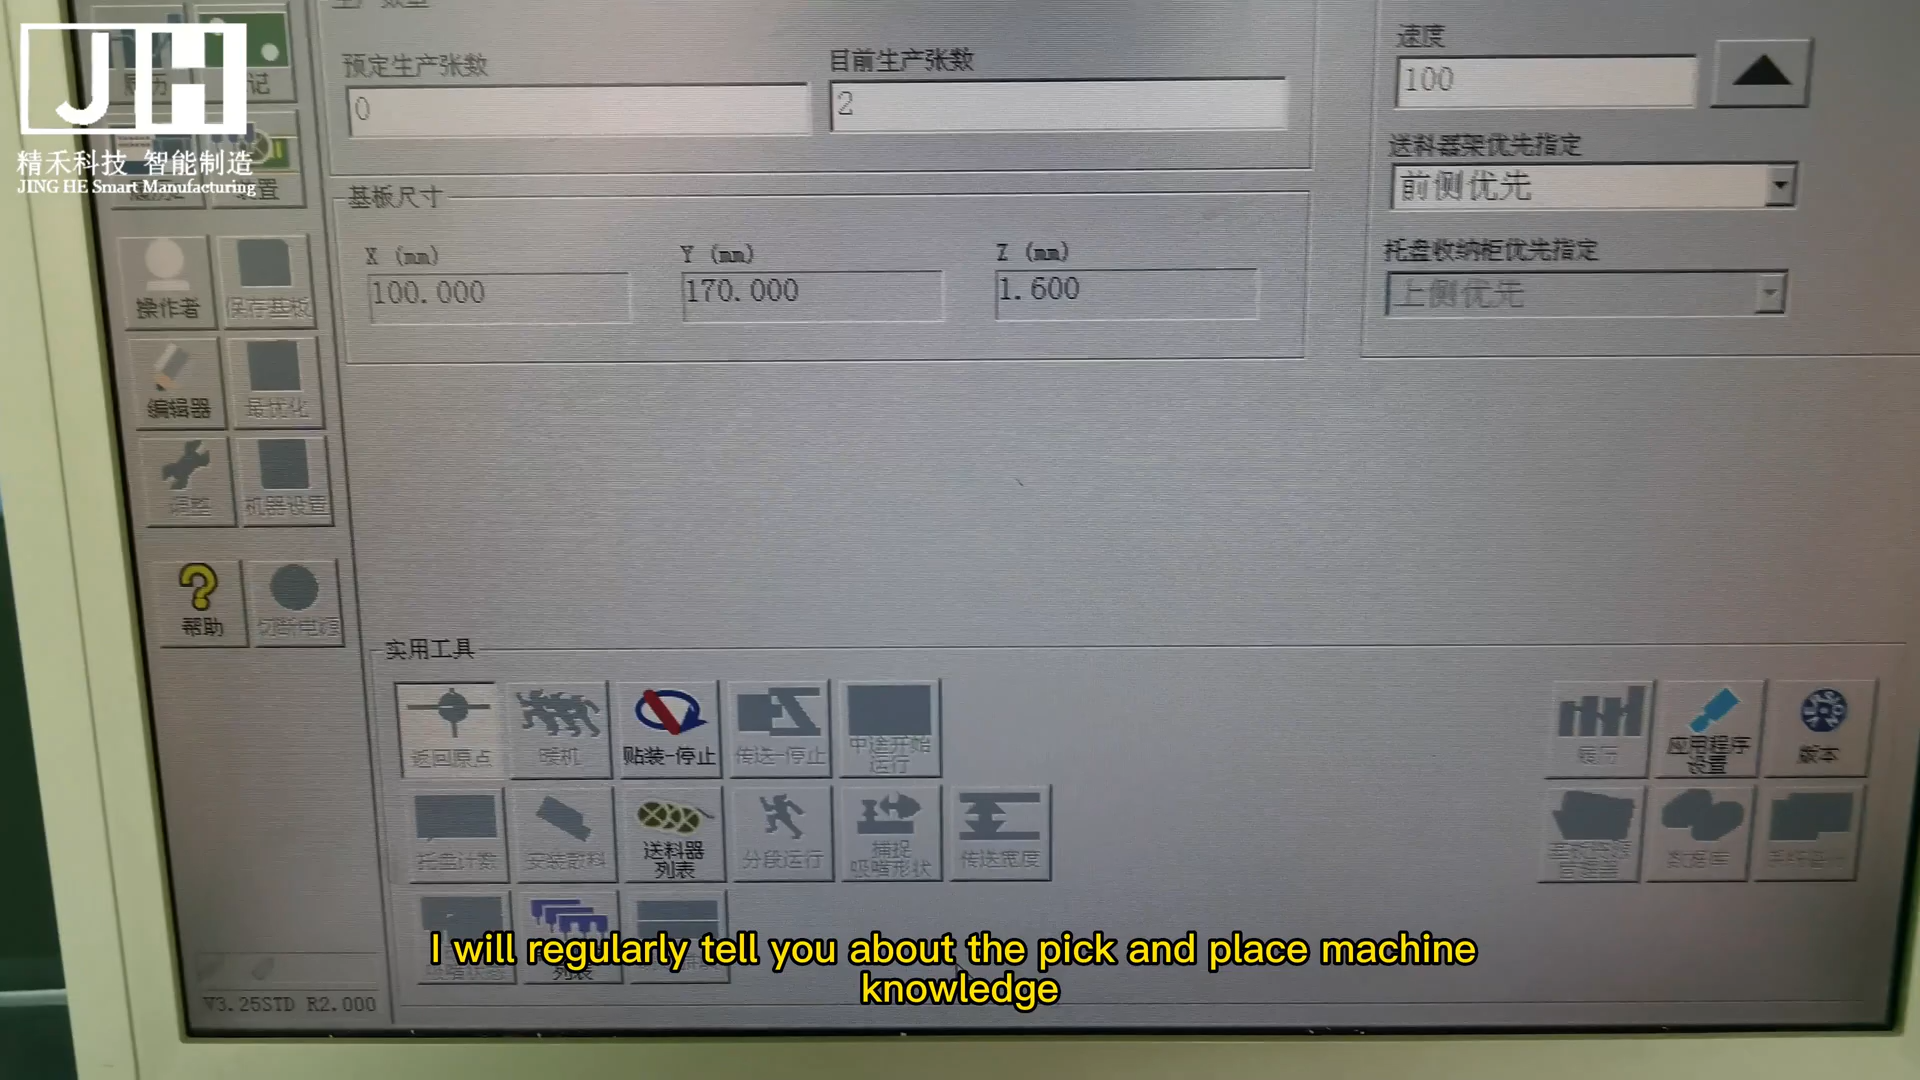 JH
精禾科技 智能制造
JING HE Smart Manufacturing
预定生产张数
目前生产张数
速度
0
2
100
送料器架优先指定
前侧优先
基板尺寸
X (mm)
Y (mm)
Z (mm)
100.000
170.000
1.600
托盘收纳柜优先指定
上侧优先
操作者
保存基板
编辑器
最优化
调整
机器设置
帮助
切断电源
实用工具
返回原点
暖机
贴装-停止
传送-停止
中途开始
运行
应用程序
设置
版本
托盘计数
安装散料
送料器
列表
分段运行
捕捉
吸嘴形状
传送宽度
数据库
列表
V3.25STD R2.000
I will regularly tell you about the pick and place machine
knowledge